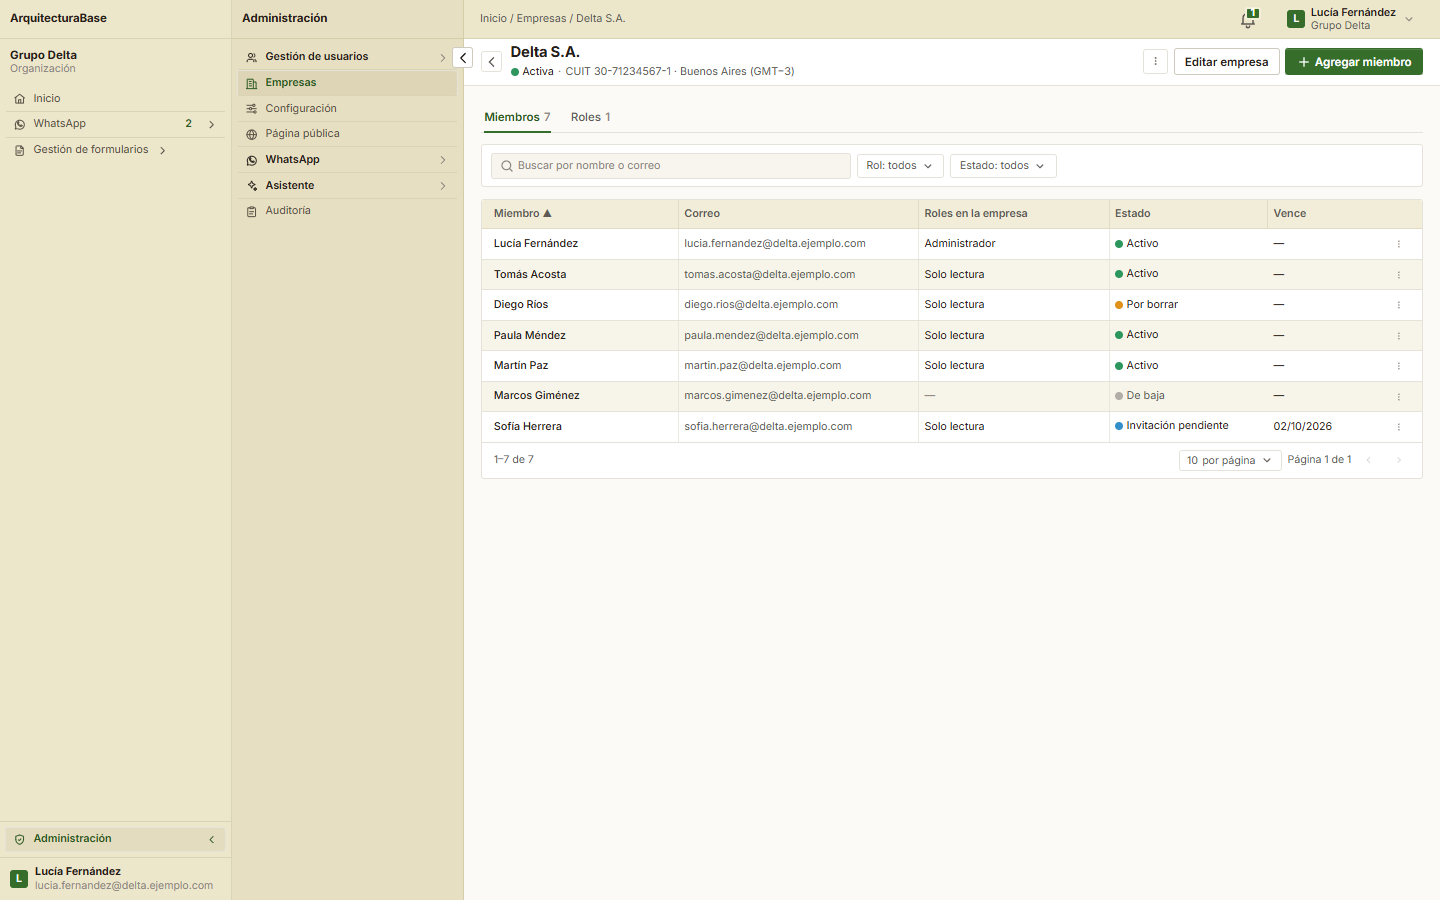 ArquitecturaBase
Grupo Delta
Organización
Inicio
WhatsApp 2
Gestión de formularios
Administración
Lucía Fernández
lucia.fernandez@delta.ejemplo.com
L
Administración
Gestión de usuarios
Empresas
Configuración
Página pública
WhatsApp
Asistente
Auditoría
Inicio / Empresas / Delta S.A.
1
L
Lucía Fernández
Grupo Delta
Delta S.A.
Activa · CUIT 30-71234567-1 · Buenos Aires (GMT−3)
Editar empresa
Agregar miembro
Miembros 7 Roles 1
Buscar por nombre o correo Rol: todos Estado: todos
Miembro ▲ Correo Roles en la empresa Estado Vence
Lucía Fernández lucia.fernandez@delta.ejemplo.com Administrador Activo —
Tomás Acosta tomas.acosta@delta.ejemplo.com Solo lectura Activo —
Diego Ríos diego.rios@delta.ejemplo.com Solo lectura Por borrar —
Paula Méndez paula.mendez@delta.ejemplo.com Solo lectura Activo —
Martín Paz martin.paz@delta.ejemplo.com Solo lectura Activo —
Marcos Giménez marcos.gimenez@delta.ejemplo.com — De baja —
Sofía Herrera sofia.herrera@delta.ejemplo.com Solo lectura Invitación pendiente 02/10/2026
1–7 de 7 10 por página Página 1 de 1